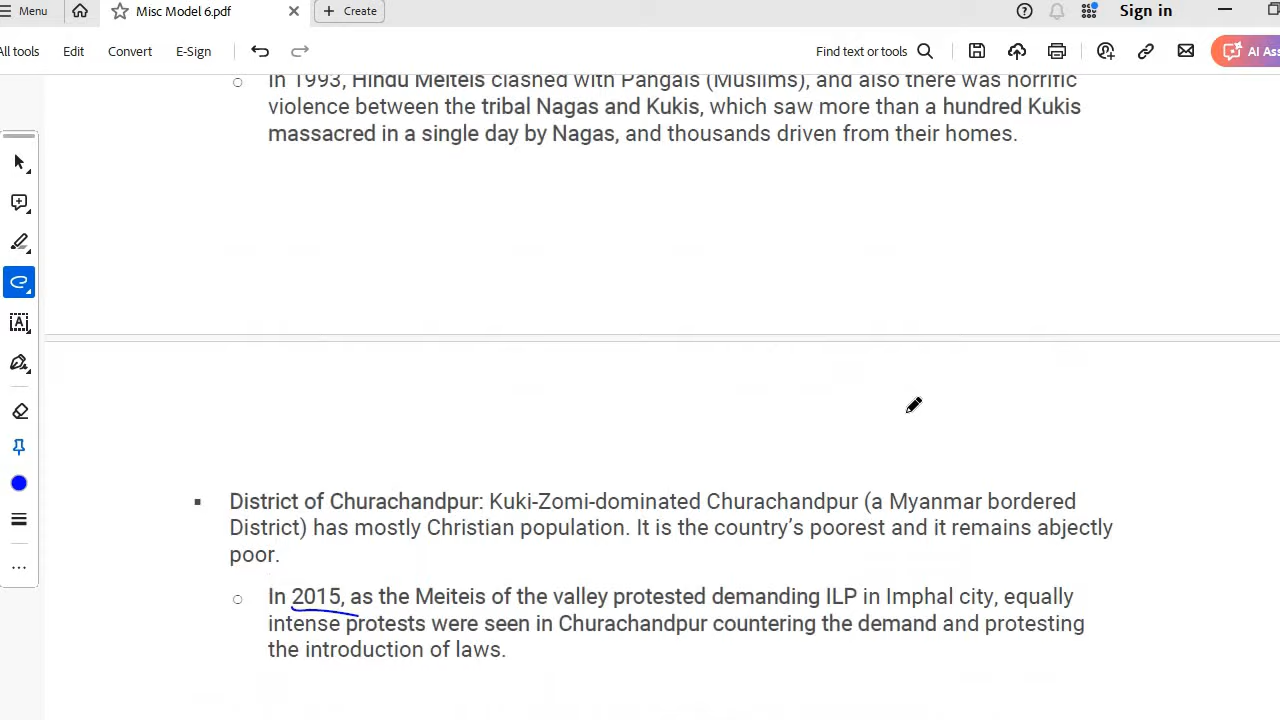 Menu
Misc Model 6.pdf
Create
Sign in
All tools
Edit
Convert
E-Sign
Find text or tools
AI Ass
In 1993, Hindu Meiteis clashed with Pangals (Muslims), and also there was horrific
violence between the tribal Nagas and Kukis, which saw more than a hundred Kukis
massacred in a single day by Nagas, and thousands driven from their homes.
District of Churachandpur: Kuki-Zomi-dominated Churachandpur (a Myanmar bordered
District) has mostly Christian population. It is the country's poorest and it remains abjectly
poor.
In 2015, as the Meiteis of the valley protested demanding ILP in Imphal city, equally
intense protests were seen in Churachandpur countering the demand and protesting
the introduction of laws.